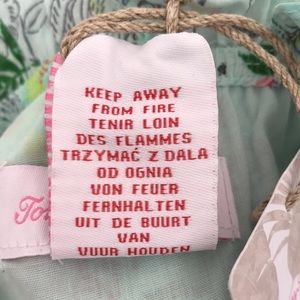 KEEP AWAY
FROM FIRE
TENIR LOIN
DES FLAMMES
TRZYMAĆ Z DALA
OD OGNIA
VON FEUER
FERNHALTEN
UIT DE BUURT
VAN
VUUR HOUDEN